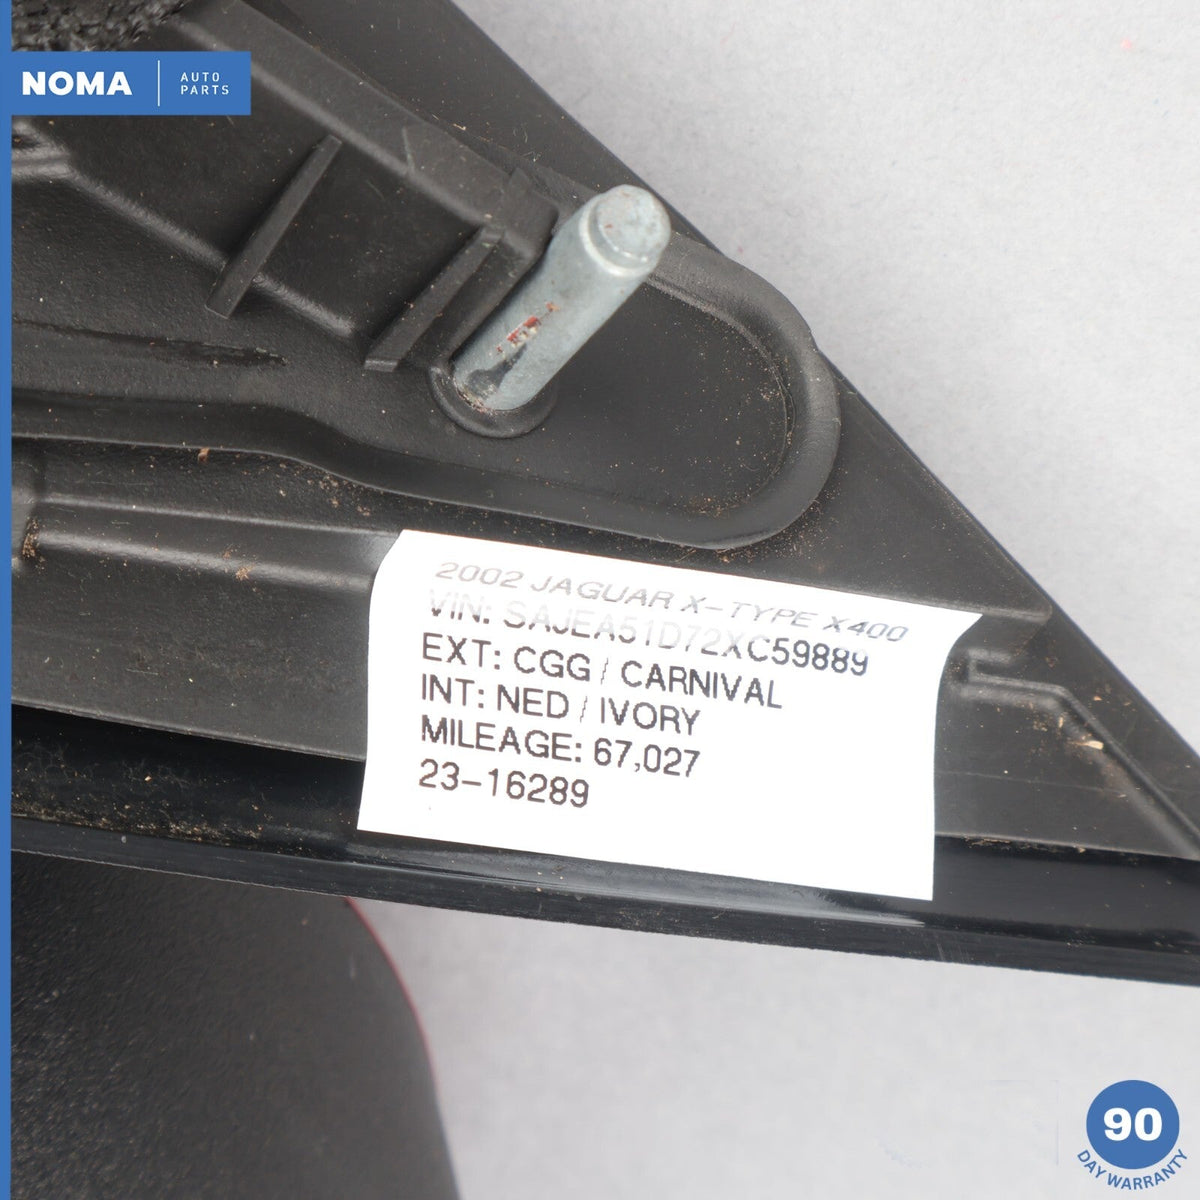 NOMA AUTO PARTS
2002 JAGUAR X-TYPE X400
VIN: SAJEA51D72XC59889
EXT: CGG / CARNIVAL
INT: NED / IVORY
MILEAGE: 67,027
23-16289
90
DAY WARRANTY